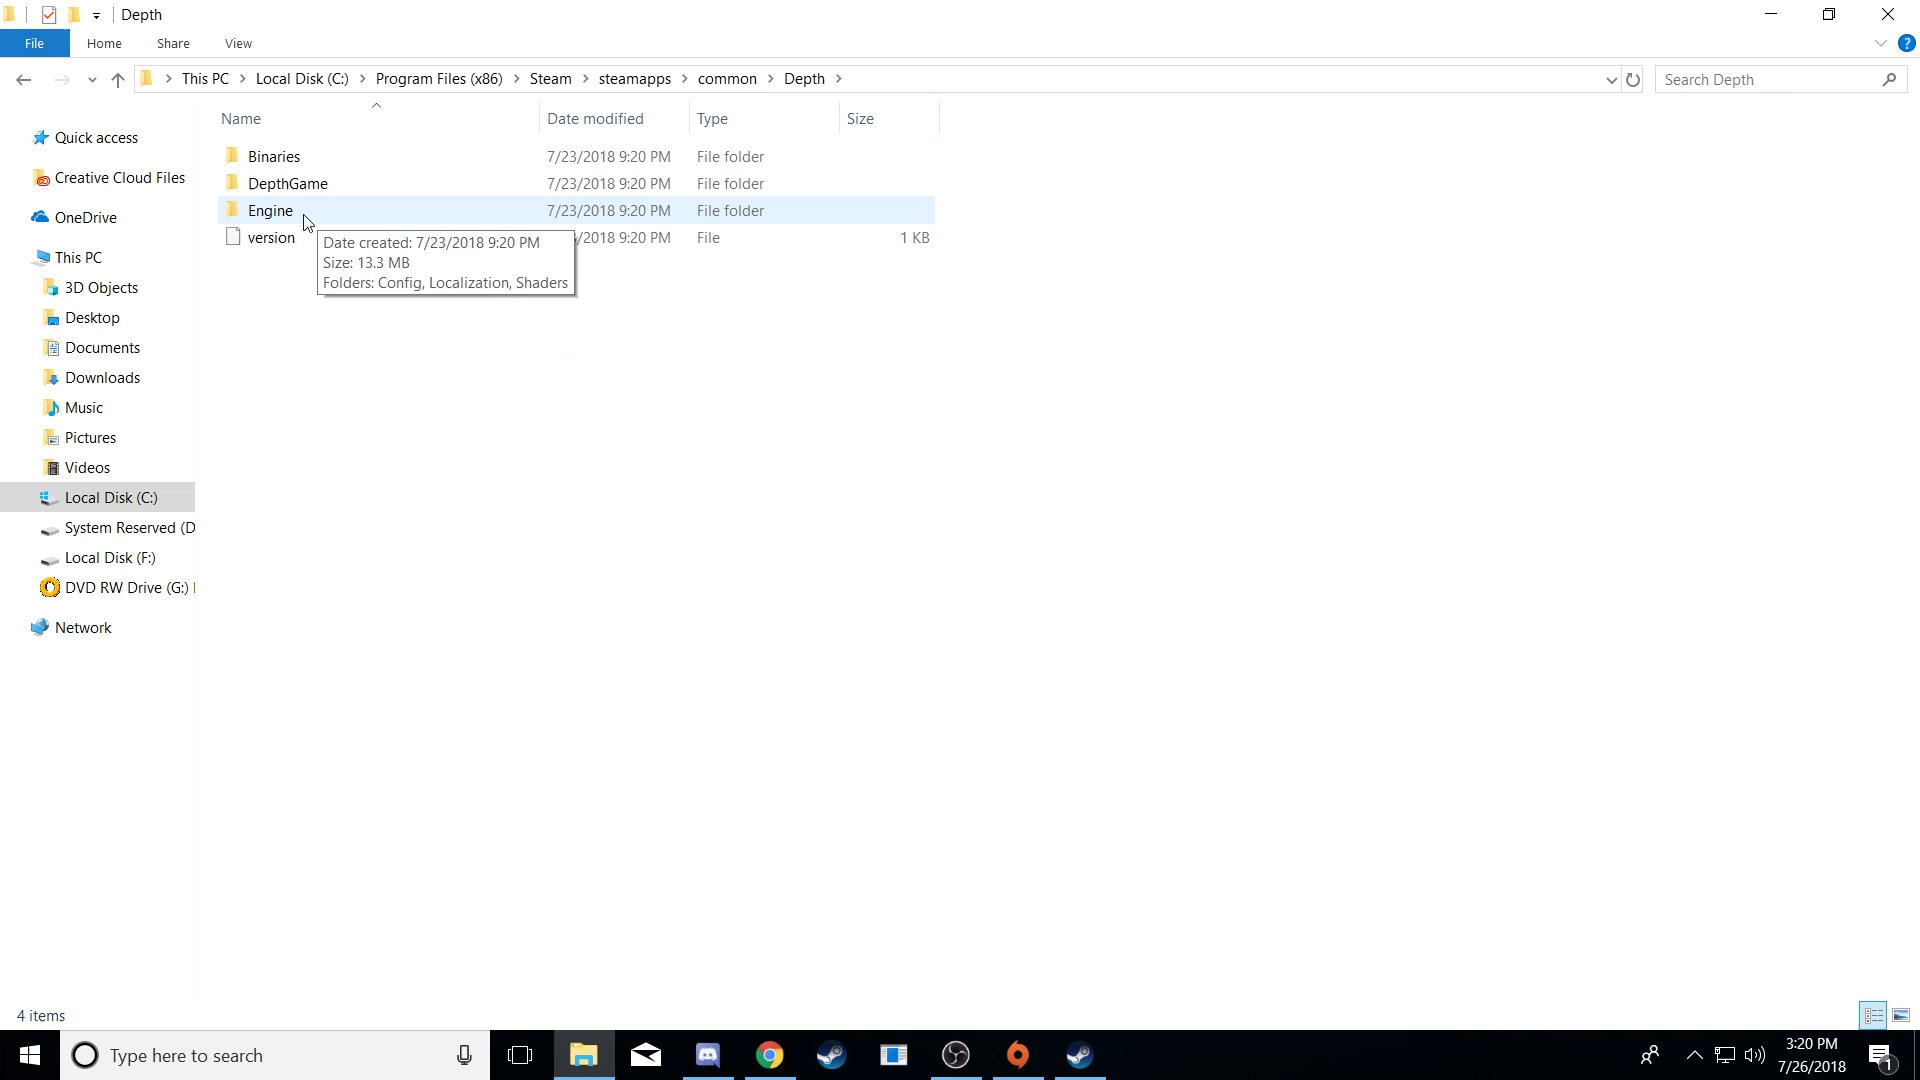 Depth
File Home Share View
This PC Local Disk (C:) Program Files (x86) Steam steamapps common Depth Search Depth
Name Date modified Type Size
Binaries 7/23/2018 9:20 PM File folder
DepthGame 7/23/2018 9:20 PM File folder
Engine 7/23/2018 9:20 PM File folder
version /2018 9:20 PM File 1 KB
Date created: 7/23/2018 9:20 PM
Size: 13.3 MB
Folders: Config, Localization, Shaders
Quick access
Creative Cloud Files
OneDrive
This PC
3D Objects
Desktop
Documents
Downloads
Music
Pictures
Videos
Local Disk (C:)
System Reserved (D
Local Disk (F:)
DVD RW Drive (G:)
Network
4 items
Type here to search
3:20 PM
7/26/2018
1